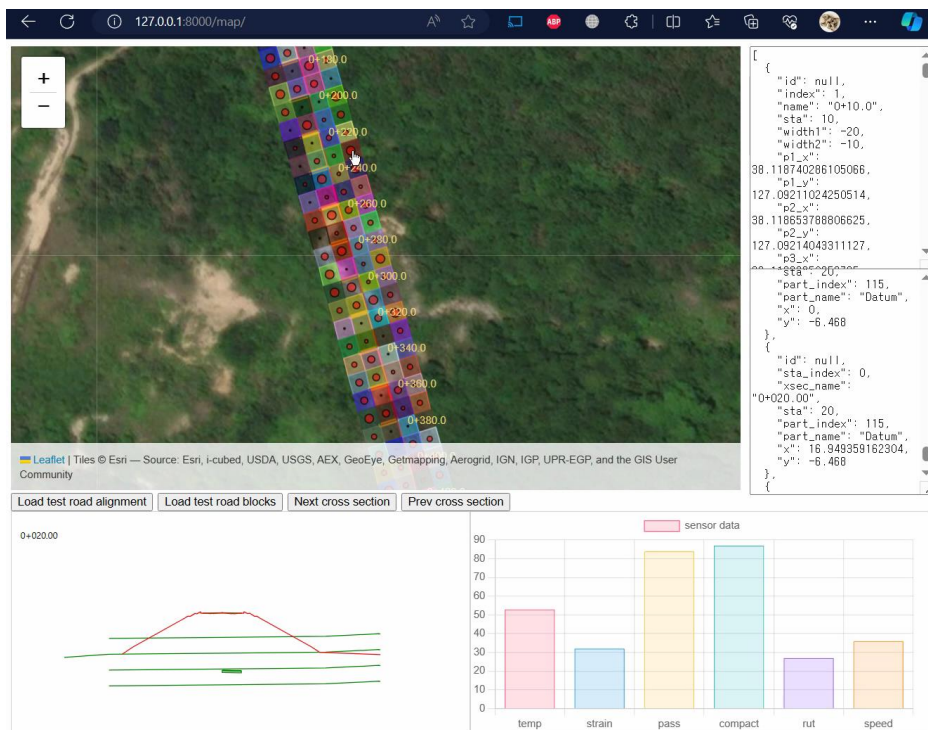 127.0.0.1:8000/map/
ABP
+
−
0+180.0
0+200.0
0+220.0
0+240.0
0+260.0
0+280.0
0+300.0
0+320.0
0+340.0
0+360.0
0+380.0
Leaflet | Tiles © Esri — Source: Esri, i-cubed, USDA, USGS, AEX, GeoEye, Getmapping, Aerogrid, IGN, IGP, UPR-EGP, and the GIS User
Community
[
{
"id": null,
"index": 1,
"name": "0+10.0",
"sta": 10,
"width1": -20,
"width2": -10,
"p1_x":
38.118740286105066,
"p1_y":
127.09211024250514,
"p2_x":
38.118653788806625,
"p2_y":
127.09214043311127,
"p3_x":
"sta": 20,
"part_index": 115,
"part_name": "Datum",
"x": 0,
"y": -6.468
},
{
"id": null,
"sta_index": 0,
"xsec_name":
"0+020.00",
"sta": 20,
"part_index": 115,
"part_name": "Datum",
"x": 16.949359162304,
"y": -6.468
},
{
Load test road alignment
Load test road blocks
Next cross section
Prev cross section
0+020.00
sensor data
90
80
70
60
50
40
30
20
10
0
temp strain pass compact rut speed